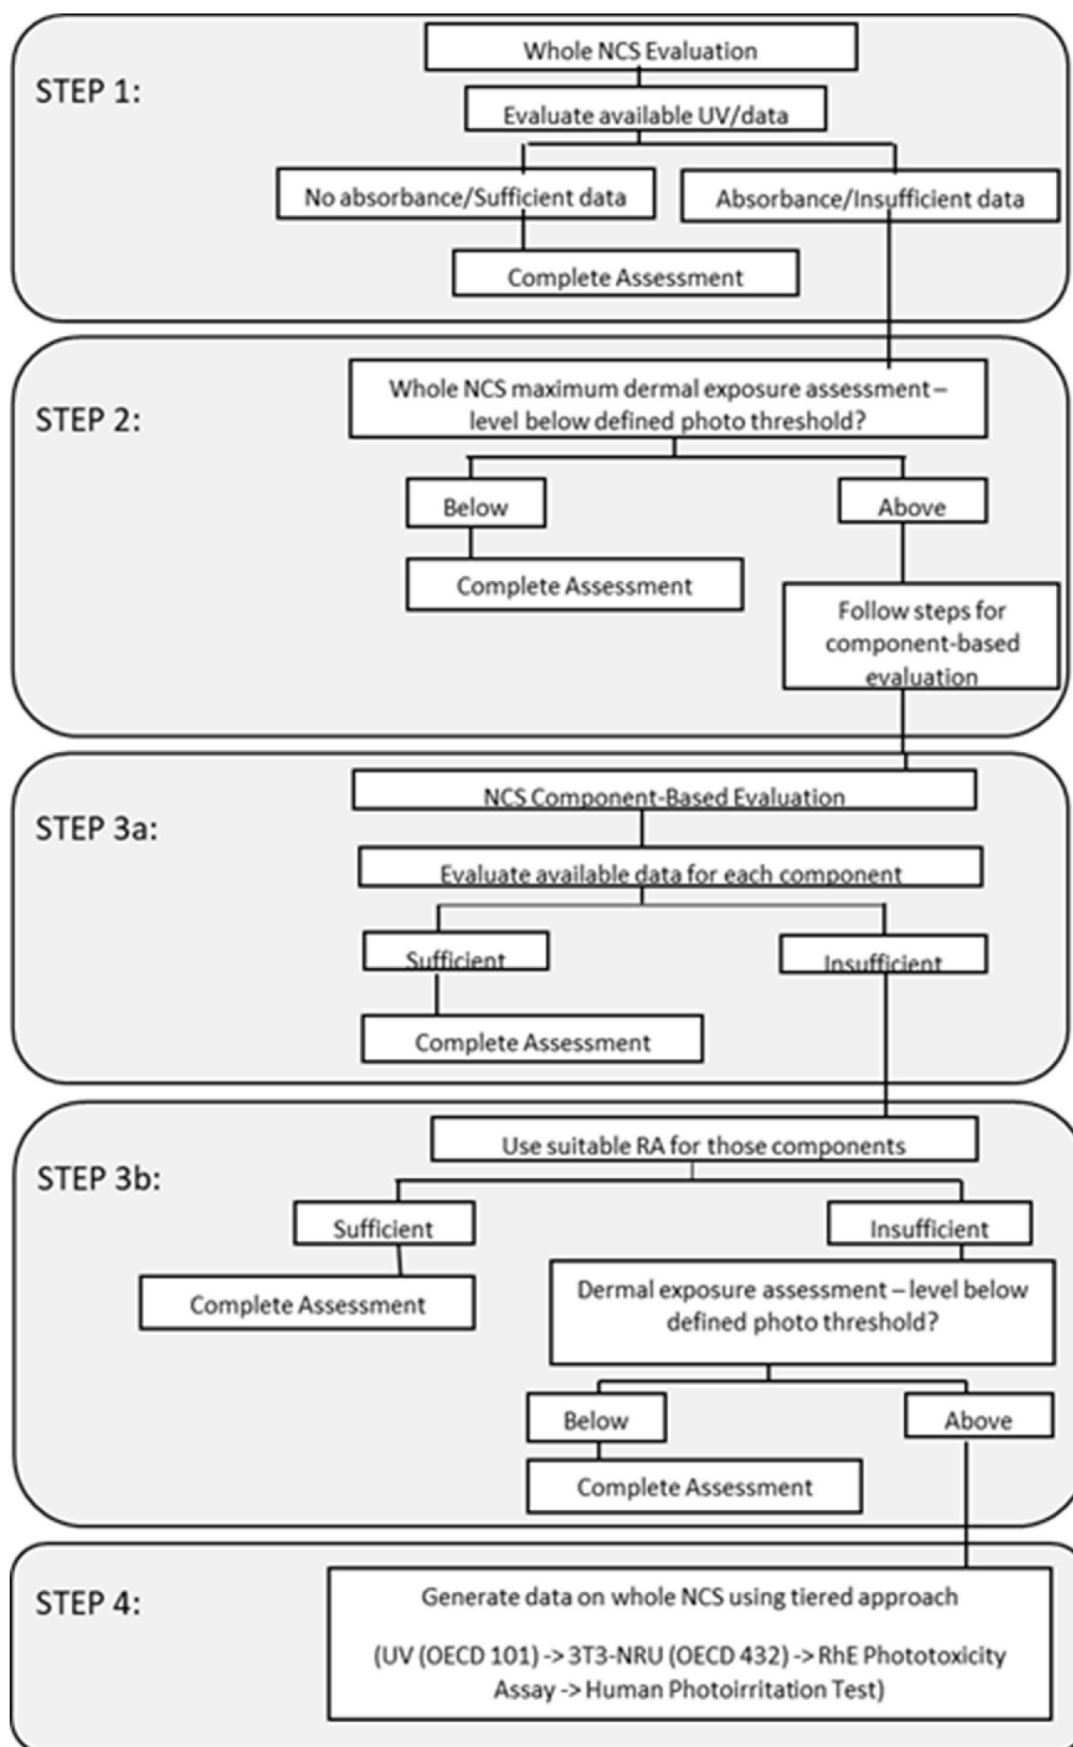 STEP 1:
Whole NCS Evaluation
Evaluate available UV/data
No absorbance/Sufficient data
Absorbance/Insufficient data
Complete Assessment
STEP 2:
Whole NCS maximum dermal exposure assessment –
level below defined photo threshold?
Below
Above
Complete Assessment
Follow steps for
component-based
evaluation
STEP 3a:
NCS Component-Based Evaluation
Evaluate available data for each component
Sufficient
Insufficient
Complete Assessment
STEP 3b:
Use suitable RA for those components
Sufficient
Insufficient
Complete Assessment
Dermal exposure assessment – level below
defined photo threshold?
Below
Above
Complete Assessment
STEP 4:
Generate data on whole NCS using tiered approach
(UV (OECD 101) -> 3T3-NRU (OECD 432) -> RhE Phototoxicity
Assay -> Human Photoirritation Test)